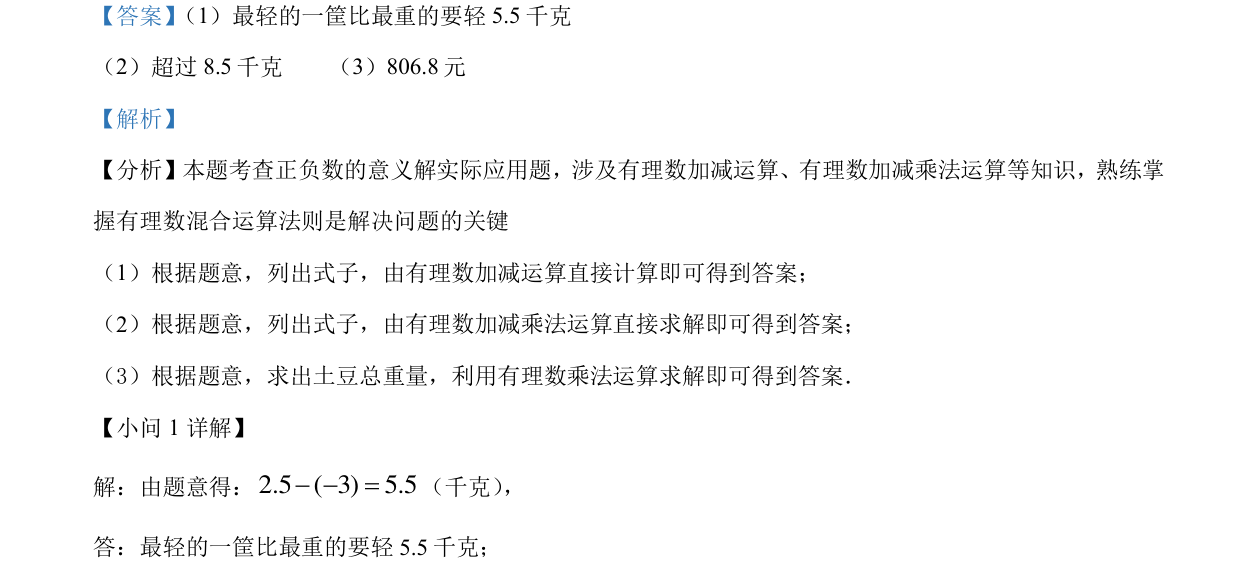 【答案】（1）最轻的一筐比最重的要轻 5.5 千克
（2）超过 8.5 千克 （3）806.8 元
【解析】
【分析】本题考查正负数的意义解实际应用题，涉及有理数加减运算、有理数加减乘法运算等知识，熟练掌
握有理数混合运算法则是解决问题的关键
（1）根据题意，列出式子，由有理数加减运算直接计算即可得到答案；
（2）根据题意，列出式子，由有理数加减乘法运算直接求解即可得到答案；
（3）根据题意，求出土豆总重量，利用有理数乘法运算求解即可得到答案．
【小问 1 详解】
解：由题意得：2.5−(−3)=5.5（千克），
答：最轻的一筐比最重的要轻 5.5 千克；